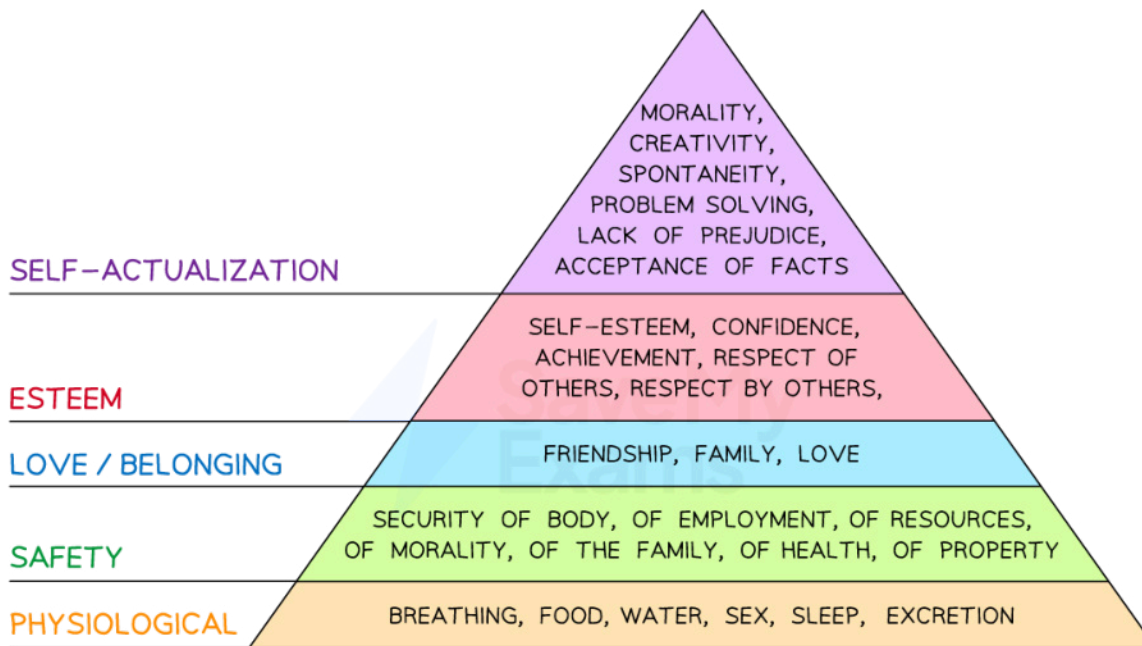 MORALITY,
CREATIVITY,
SPONTANEITY,
PROBLEM SOLVING,
LACK OF PREJUDICE,
ACCEPTANCE OF FACTS
SELF-ACTUALIZATION
SELF-ESTEEM, CONFIDENCE,
ACHIEVEMENT, RESPECT OF
OTHERS, RESPECT BY OTHERS,
ESTEEM
SaveMy
Exams
FRIENDSHIP, FAMILY, LOVE
LOVE / BELONGING
SECURITY OF BODY, OF EMPLOYMENT, OF RESOURCES,
OF MORALITY, OF THE FAMILY, OF HEALTH, OF PROPERTY
SAFETY
BREATHING, FOOD, WATER, SEX, SLEEP, EXCRETION
PHYSIOLOGICAL